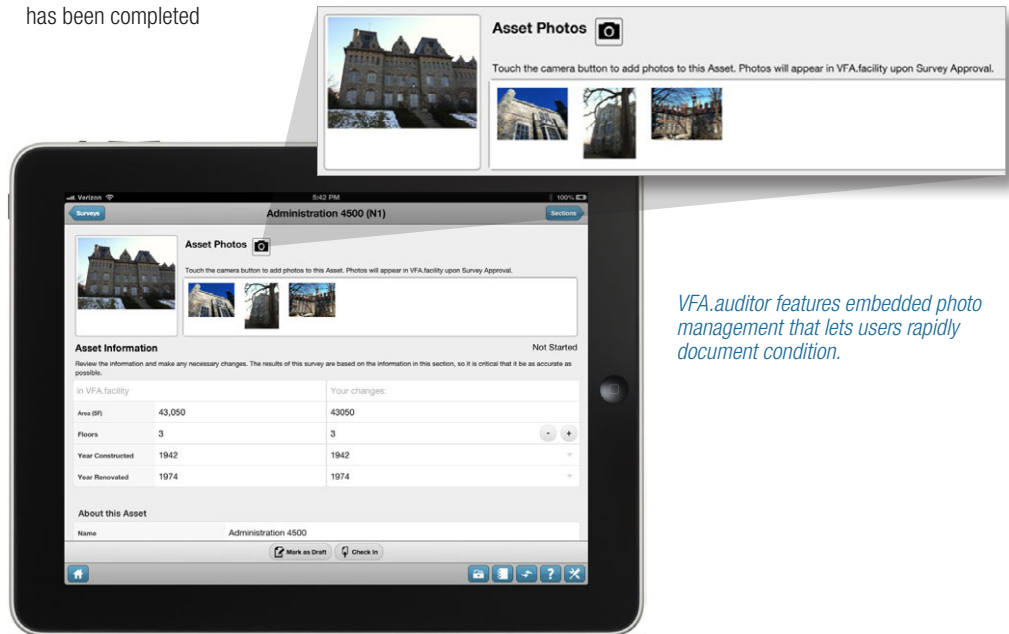 has been completed
Asset Photos
Touch the camera button to add photos to this Asset. Photos will appear in VFA.facility upon Survey Approval.
Verizon 5:42 PM 100%
Surveys Administration 4500 (N1) Sections
Asset Photos
Touch the camera button to add photos to this Asset. Photos will appear in VFA.facility upon Survey Approval.
Asset Information Not Started
Review the information and make any necessary changes. The results of this survey are based on the information in this section, so it is critical that it be as accurate as
possible.
in VFA.facility Your changes:
Area (SF) 43,050 43050
Floors 3 3 - +
Year Constructed 1942 1942
Year Renovated 1974 1974
About this Asset
Name Administration 4500
Mark as Draft Check In
?
VFA.auditor features embedded photo
management that lets users rapidly
document condition.